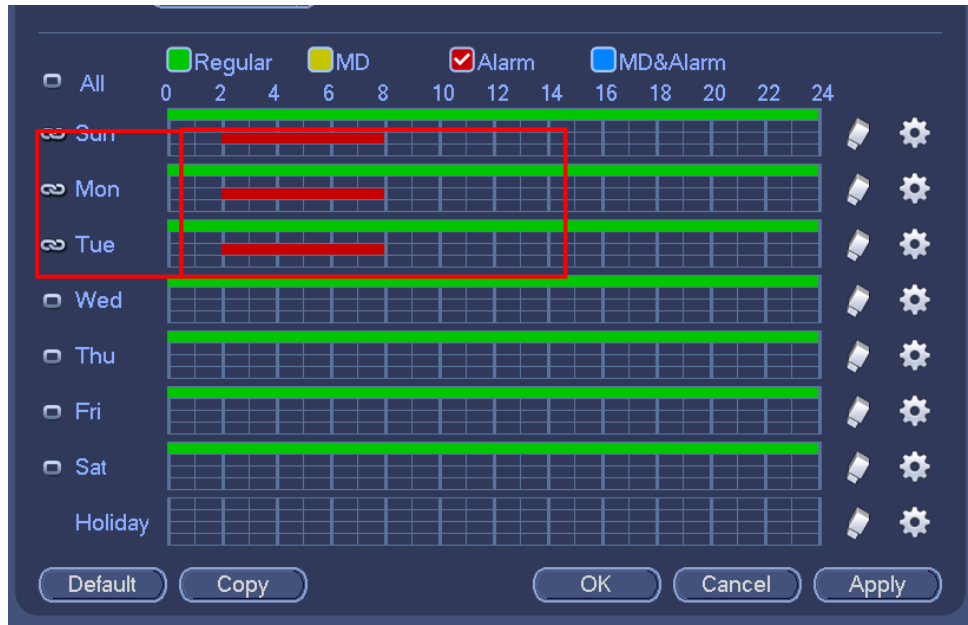 Regular MD Alarm MD&Alarm
All
0 2 4 6 8 10 12 14 16 18 20 22 24
Sun
Mon
Tue
Wed
Thu
Fri
Sat
Holiday
Default Copy OK Cancel Apply